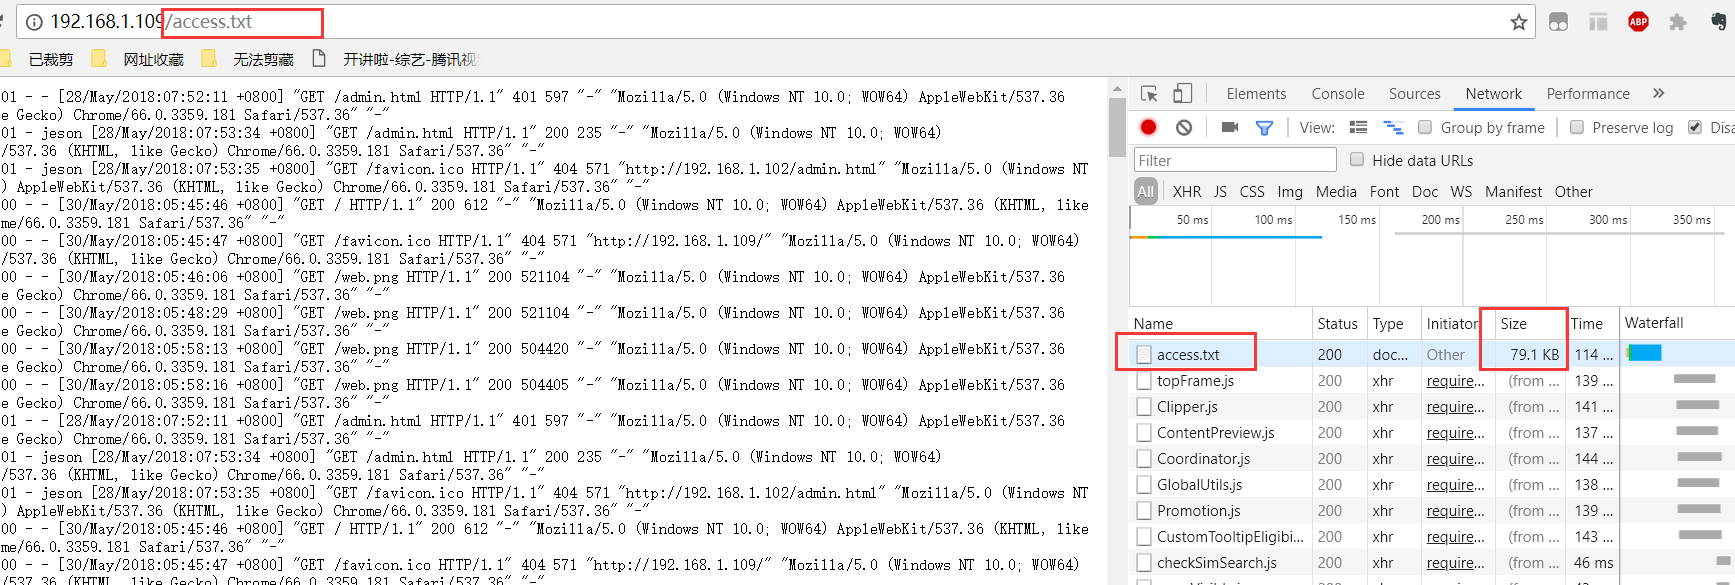 192.168.1.109/access.txt
ABP
已裁剪 网址收藏 无法剪藏 开讲啦-综艺-腾讯视
01 - - [28/May/2018:07:52:11 +0800] "GET /admin.html HTTP/1.1" 401 597 "-" "Mozilla/5.0 (Windows NT 10.0; WOW64) AppleWebKit/537.36
e Gecko) Chrome/66.0.3359.181 Safari/537.36" "-"
01 - jeson [28/May/2018:07:53:34 +0800] "GET /admin.html HTTP/1.1" 200 235 "-" "Mozilla/5.0 (Windows NT 10.0; WOW64)
/537.36 (KHTML, like Gecko) Chrome/66.0.3359.181 Safari/537.36" "-"
01 - jeson [28/May/2018:07:53:35 +0800] "GET /favicon.ico HTTP/1.1" 404 571 "http://192.168.1.102/admin.html" "Mozilla/5.0 (Windows NT
) AppleWebKit/537.36 (KHTML, like Gecko) Chrome/66.0.3359.181 Safari/537.36" "-"
00 - - [30/May/2018:05:45:46 +0800] "GET / HTTP/1.1" 200 612 "-" "Mozilla/5.0 (Windows NT 10.0; WOW64) AppleWebKit/537.36 (KHTML, like
me/66.0.3359.181 Safari/537.36" "-"
00 - - [30/May/2018:05:45:47 +0800] "GET /favicon.ico HTTP/1.1" 404 571 "http://192.168.1.109/" "Mozilla/5.0 (Windows NT 10.0; WOW64)
/537.36 (KHTML, like Gecko) Chrome/66.0.3359.181 Safari/537.36" "-"
00 - - [30/May/2018:05:46:06 +0800] "GET /web.png HTTP/1.1" 200 521104 "-" "Mozilla/5.0 (Windows NT 10.0; WOW64) AppleWebKit/537.36
e Gecko) Chrome/66.0.3359.181 Safari/537.36" "-"
00 - - [30/May/2018:05:48:29 +0800] "GET /web.png HTTP/1.1" 200 521104 "-" "Mozilla/5.0 (Windows NT 10.0; WOW64) AppleWebKit/537.36
e Gecko) Chrome/66.0.3359.181 Safari/537.36" "-"
00 - - [30/May/2018:05:58:13 +0800] "GET /web.png HTTP/1.1" 200 504420 "-" "Mozilla/5.0 (Windows NT 10.0; WOW64) AppleWebKit/537.36
e Gecko) Chrome/66.0.3359.181 Safari/537.36" "-"
00 - - [30/May/2018:05:58:16 +0800] "GET /web.png HTTP/1.1" 200 504405 "-" "Mozilla/5.0 (Windows NT 10.0; WOW64) AppleWebKit/537.36
e Gecko) Chrome/66.0.3359.181 Safari/537.36" "-"
01 - - [28/May/2018:07:52:11 +0800] "GET /admin.html HTTP/1.1" 401 597 "-" "Mozilla/5.0 (Windows NT 10.0; WOW64) AppleWebKit/537.36
e Gecko) Chrome/66.0.3359.181 Safari/537.36" "-"
01 - jeson [28/May/2018:07:53:34 +0800] "GET /admin.html HTTP/1.1" 200 235 "-" "Mozilla/5.0 (Windows NT 10.0; WOW64)
/537.36 (KHTML, like Gecko) Chrome/66.0.3359.181 Safari/537.36" "-"
01 - jeson [28/May/2018:07:53:35 +0800] "GET /favicon.ico HTTP/1.1" 404 571 "http://192.168.1.102/admin.html" "Mozilla/5.0 (Windows NT
) AppleWebKit/537.36 (KHTML, like Gecko) Chrome/66.0.3359.181 Safari/537.36" "-"
00 - - [30/May/2018:05:45:46 +0800] "GET / HTTP/1.1" 200 612 "-" "Mozilla/5.0 (Windows NT 10.0; WOW64) AppleWebKit/537.36 (KHTML, like
me/66.0.3359.181 Safari/537.36" "-"
00 - - [30/May/2018:05:45:47 +0800] "GET /favicon.ico HTTP/1.1" 404 571 "http://192.168.1.109/" "Mozilla/5.0 (Windows NT 10.0; WOW64)
/537.36 (KHTML, like Gecko) Chrome/66.0.3359.181 Safari/537.36" "-"
Elements Console Sources Network Performance »
View: Group by frame Preserve log Disa
Filter Hide data URLs
All XHR JS CSS Img Media Font Doc WS Manifest Other
50 ms 100 ms 150 ms 200 ms 250 ms 300 ms 350 ms
Name Status Type Initiator Size Time Waterfall
access.txt 200 doc... Other 79.1 KB 114 ...
topFrame.js 200 xhr require... (from ... 139 ...
Clipper.js 200 xhr require... (from ... 141 ...
ContentPreview.js 200 xhr require... (from ... 137 ...
Coordinator.js 200 xhr require... (from ... 144 ...
GlobalUtils.js 200 xhr require... (from ... 138 ...
Promotion.js 200 xhr require... (from ... 139 ...
CustomTooltipEligibi... 200 xhr require... (from ... 143 ...
checkSimSearch.js 200 xhr require... (from ... 46 ms